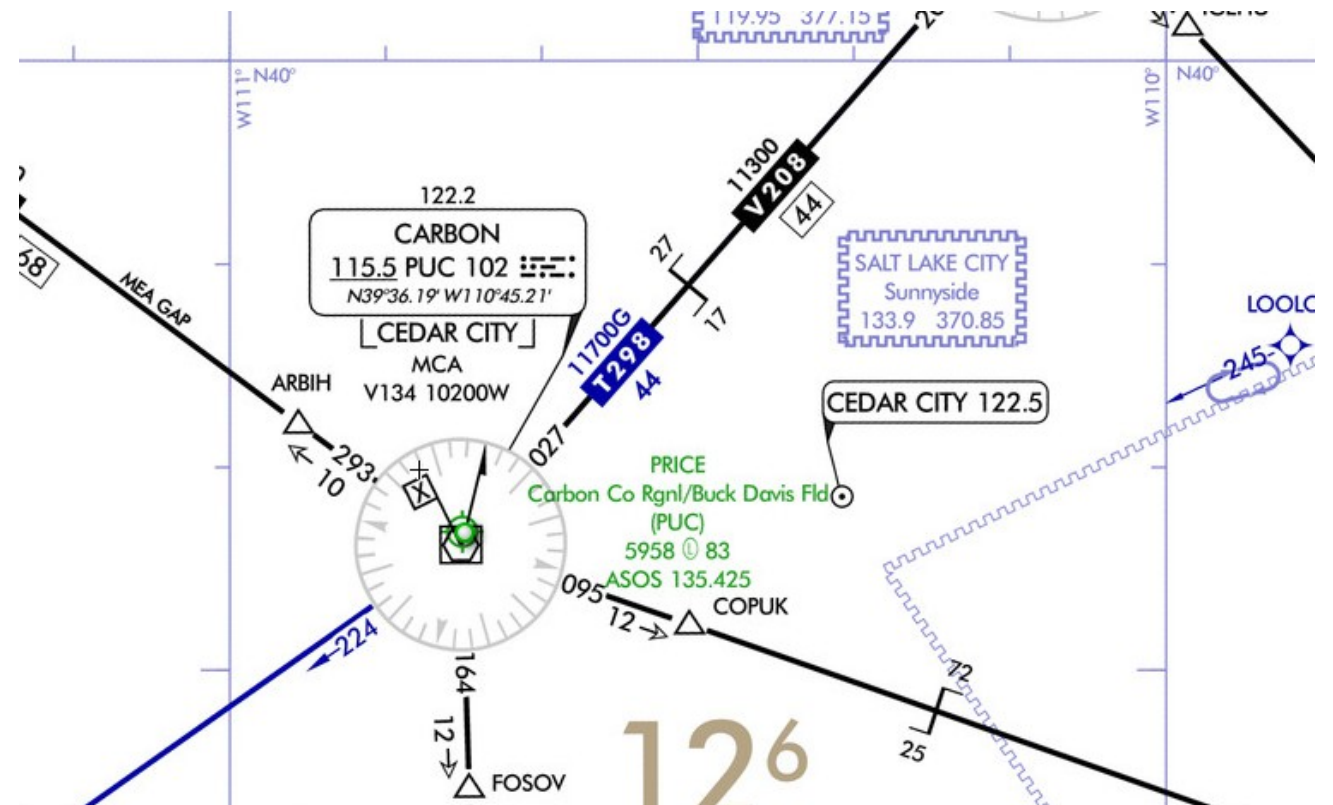 119.95 377.15
N40°
W111°
N40°
W110°
11300
V208
44
122.2
CARBON
115.5 PUC 102
N39°36.19' W110°45.21'
CEDAR CITY
MCA
V134 10200W
27
17
SALT LAKE CITY
Sunnyside
133.9 370.85
68
MEA GAP
11700G
T298
44
245
ARBIH
CEDAR CITY 122.5
293
10
027
X
PRICE
Carbon Co Rgnl/Buck Davis Fld
(PUC)
5958 Ⓛ 83
ASOS 135.425
095
12
COPUK
224
164
12
FOSOV
72
25
12⁶